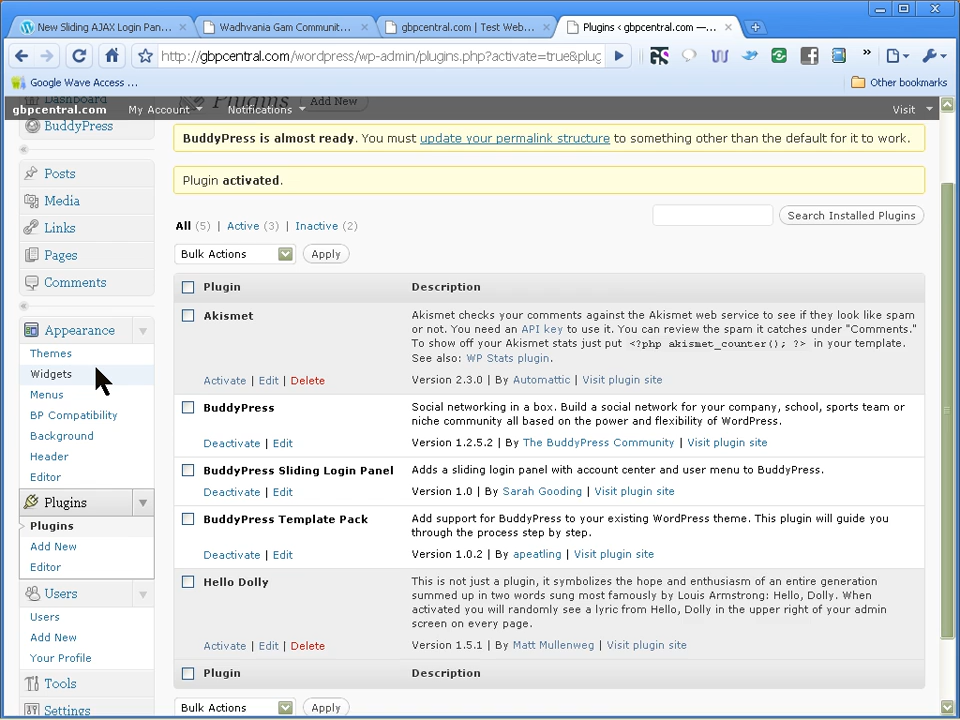 New Sliding AJAX Login Pan...
Wadhvania Gam Communit...
gbpcentral.com | Test Web...
Plugins ‹ gbpcentral.com —...
http://gbpcentral.com/wordpress/wp-admin/plugins.php?activate=true&plug
Google Wave Access ...
Other bookmarks
gbpcentral.com My Account Notifications Visit
Dashboard
BuddyPress
Posts
Media
Links
Pages
Comments
Appearance
Themes
Widgets
Menus
BP Compatibility
Background
Header
Editor
Plugins
Plugins
Add New
Editor
Users
Users
Add New
Your Profile
Tools
Settings
Plugins Add New
BuddyPress is almost ready. You must update your permalink structure to something other than the default for it to work.
Plugin activated.
All (5) | Active (3) | Inactive (2)
Search Installed Plugins
Bulk Actions Apply
Plugin Description
Akismet
Akismet checks your comments against the Akismet web service to see if they look like spam
or not. You need an API key to use it. You can review the spam it catches under "Comments."
To show off your Akismet stats just put <?php akismet_counter(); ?> in your template.
See also: WP Stats plugin.
Activate | Edit | Delete
Version 2.3.0 | By Automattic | Visit plugin site
BuddyPress
Social networking in a box. Build a social network for your company, school, sports team or
niche community all based on the power and flexibility of WordPress.
Deactivate | Edit
Version 1.2.5.2 | By The BuddyPress Community | Visit plugin site
BuddyPress Sliding Login Panel
Adds a sliding login panel with account center and user menu to BuddyPress.
Deactivate | Edit
Version 1.0 | By Sarah Gooding | Visit plugin site
BuddyPress Template Pack
Add support for BuddyPress to your existing WordPress theme. This plugin will guide you
through the process step by step.
Deactivate | Edit
Version 1.0.2 | By apeatling | Visit plugin site
Hello Dolly
This is not just a plugin, it symbolizes the hope and enthusiasm of an entire generation
summed up in two words sung most famously by Louis Armstrong: Hello, Dolly. When
activated you will randomly see a lyric from Hello, Dolly in the upper right of your admin
screen on every page.
Activate | Edit | Delete
Version 1.5.1 | By Matt Mullenweg | Visit plugin site
Plugin Description
Bulk Actions Apply